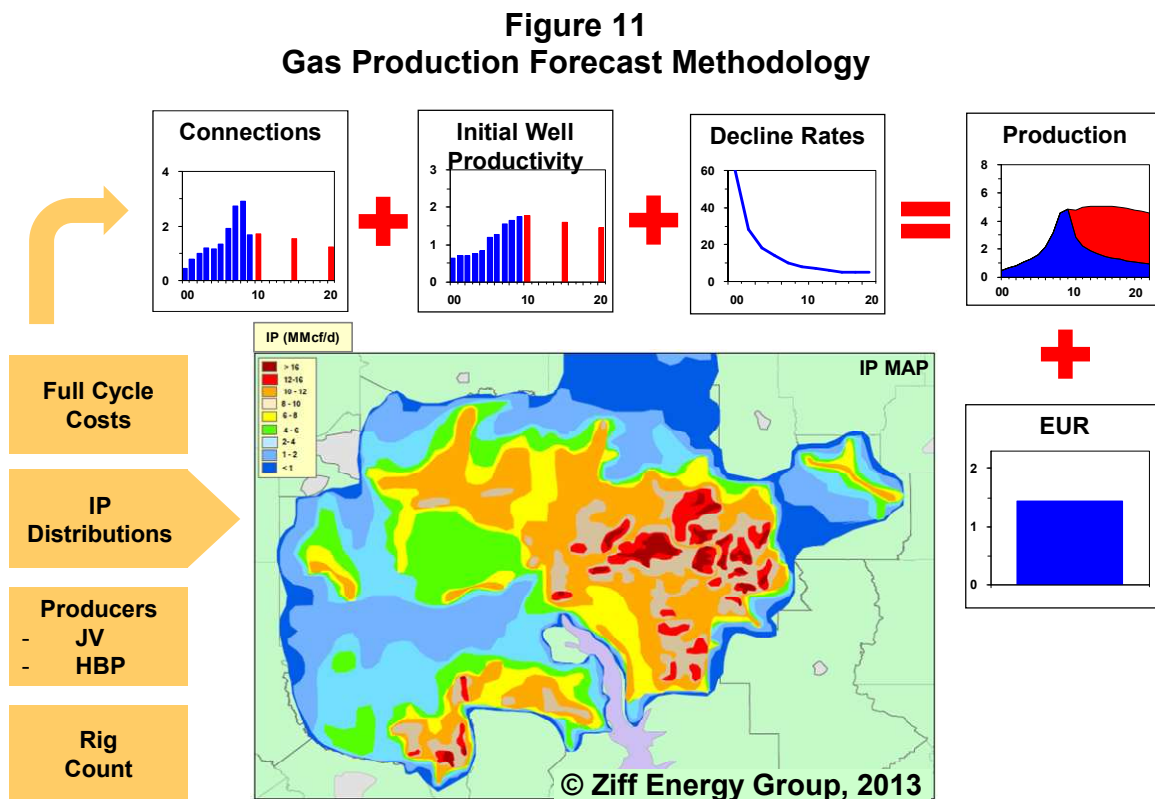 Figure 11
Gas Production Forecast Methodology
Connections
4
2
0
00 10 20
Initial Well
Productivity
3
2
1
0
00 10 20
Decline Rates
60
40
20
0
00 10 20
Production
8
6
4
2
0
00 10 20
Full Cycle
Costs
IP
Distributions
Producers
- JV
- HBP
Rig
Count
IP (MMcf/d)
> 16
12-16
10 - 12
8 - 10
6 - 8
4 - 6
2- 4
1 - 2
< 1
IP MAP
© Ziff Energy Group, 2013
EUR
2
1
0